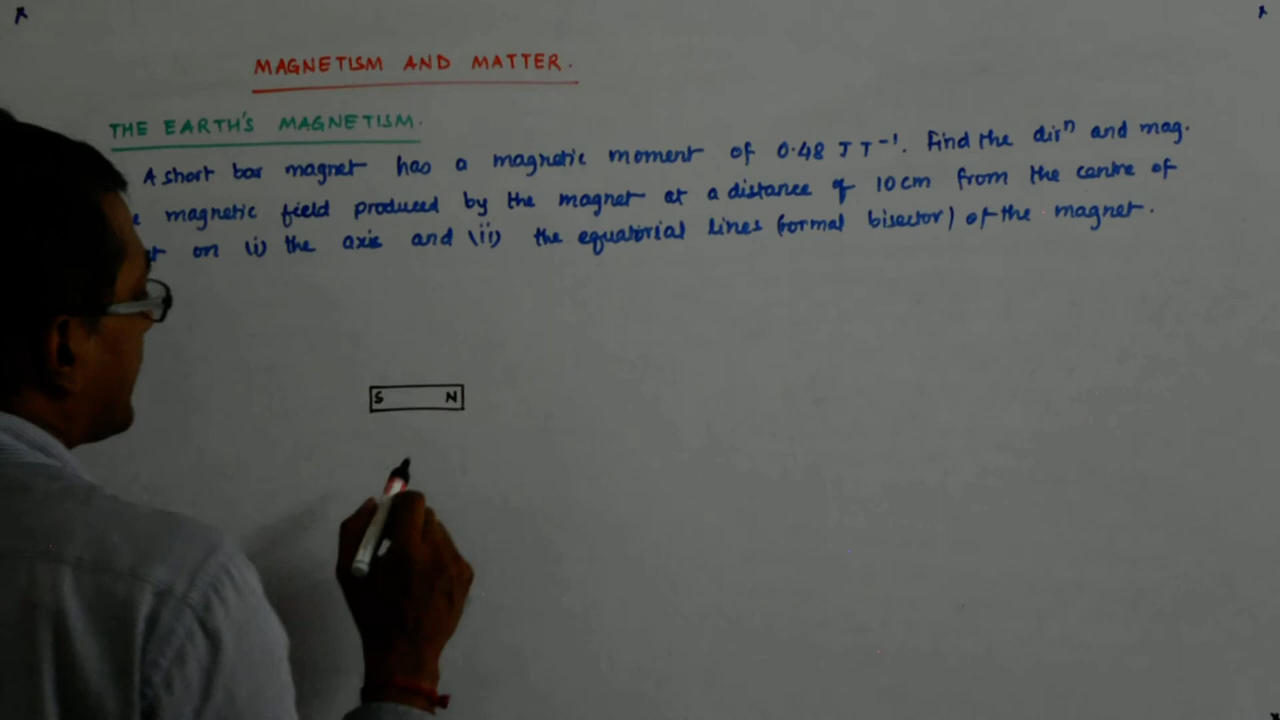 MAGNETISM AND MATTER.
THE EARTH'S MAGNETISM.
A short bar magnet has a magnetic moment of 0.48 J T⁻¹. Find the dirⁿ and mag.
magnetic field produced by the magnet at a distance of 10 cm from the centre of
on (i) the axis and (ii) the equatorial lines (normal bisector) of the magnet.
S N